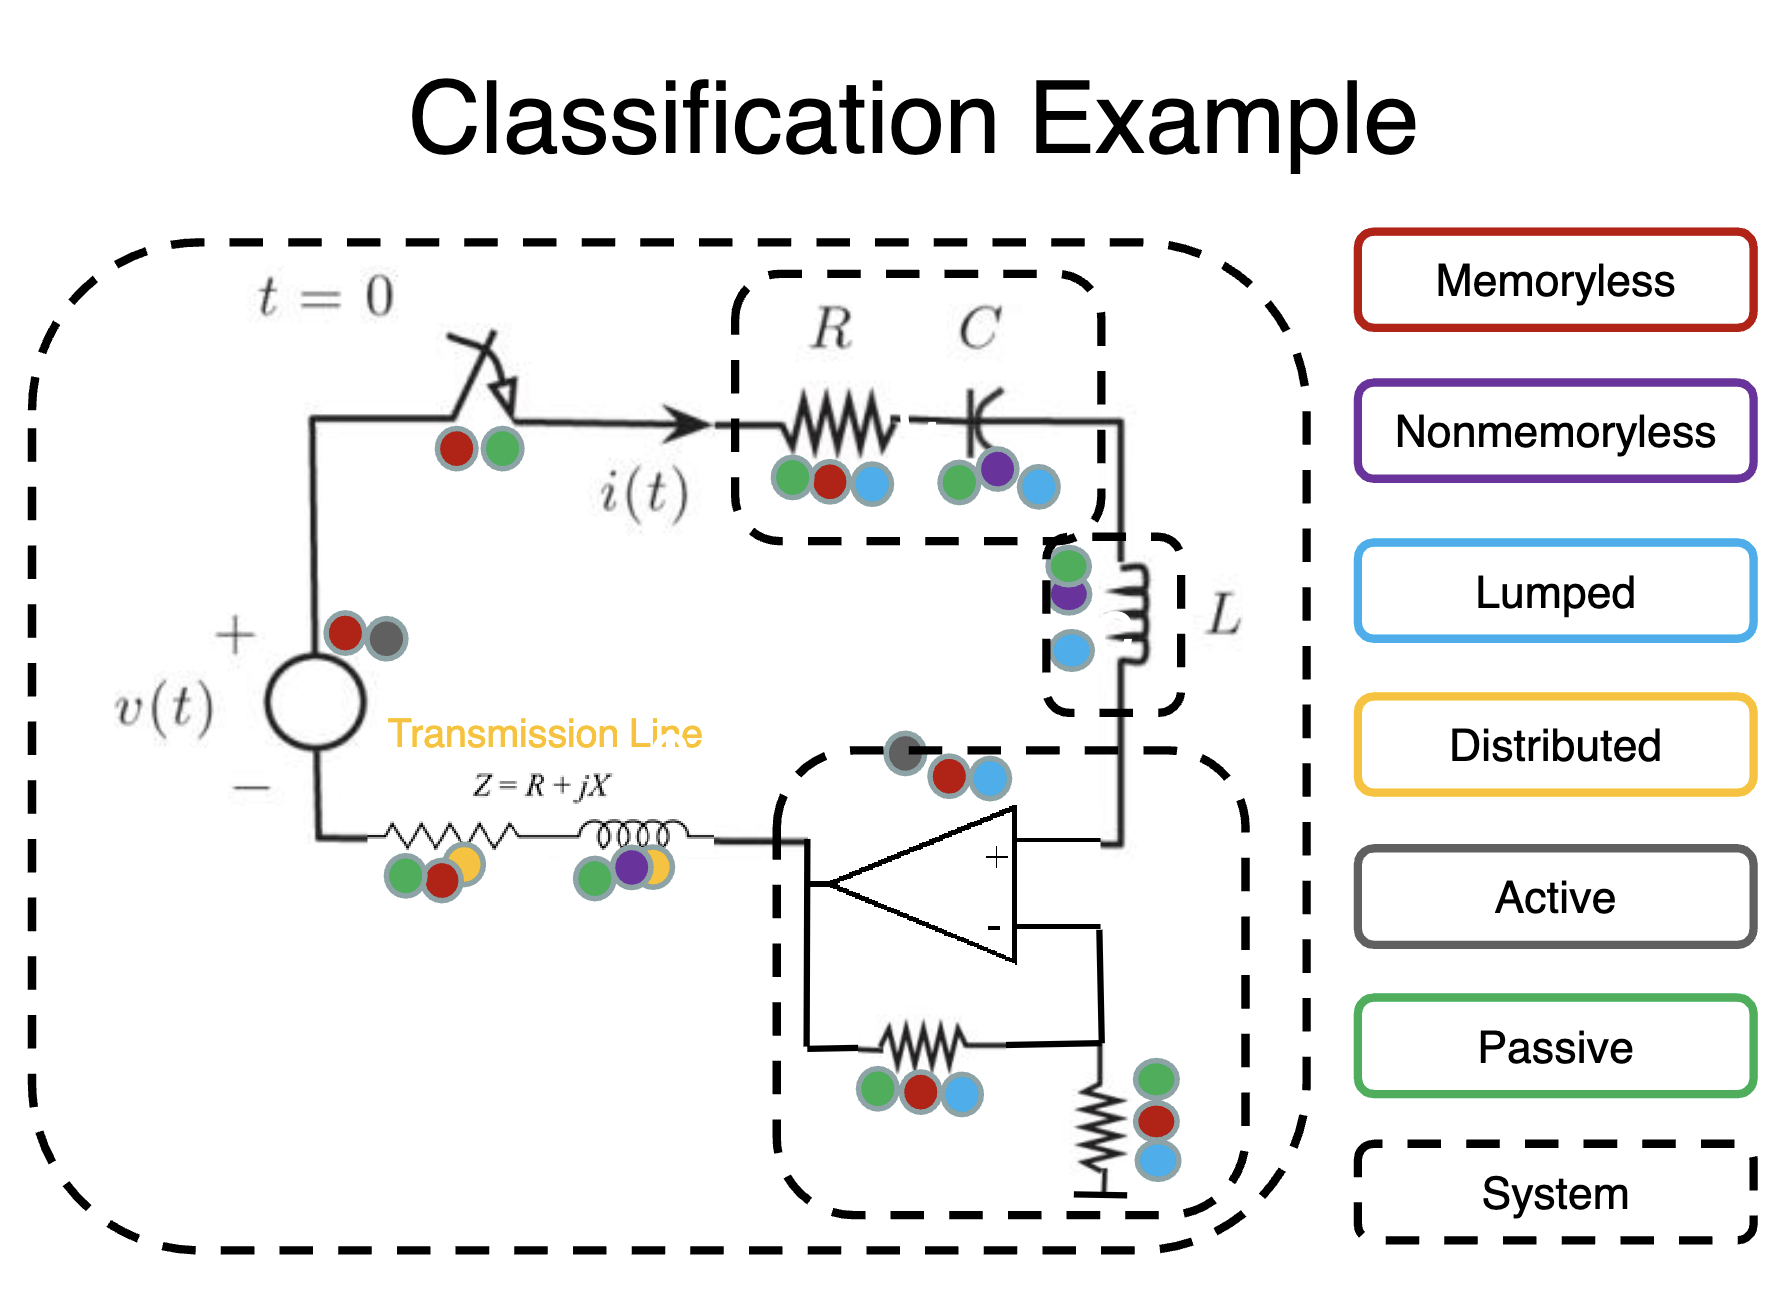 Classification Example
t = 0
R
C
i(t)
L
+
v(t)
−
Transmission Line
Z = R + jX
+
-
Memoryless
Nonmemoryless
Lumped
Distributed
Active
Passive
System